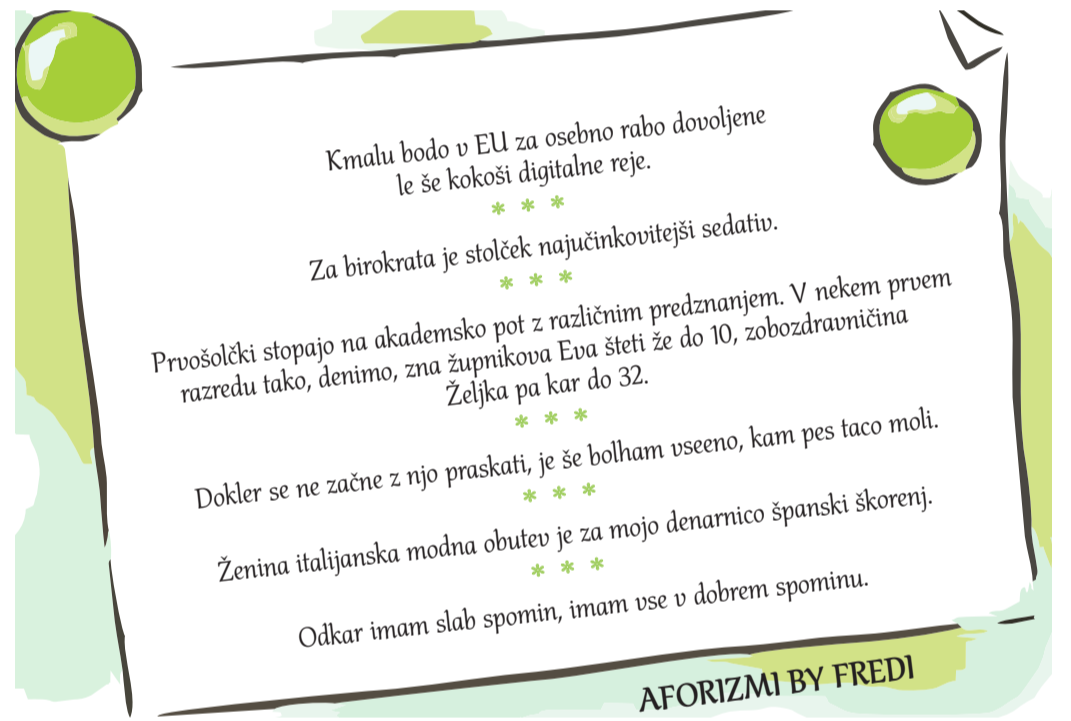 Kmalu bodo v EU za osebno rabo dovoljene
le še kokoši digitalne reje.
* * *
Za birokrata je stolček najučinkovitejši sedativ.
* * *
Prvošolčki stopajo na akademsko pot z različnim predznanjem. V nekem prvem
razredu tako, denimo, zna župnikova Eva šteti že do 10, zobozdravničina
Željka pa kar do 32.
* * *
Dokler se ne začne z njo praskati, je še bolham vseeno, kam pes taco moli.
* * *
Ženina italijanska modna obutev je za mojo denarnico španski škorenj.
* * *
Odkar imam slab spomin, imam vse v dobrem spominu.
AFORIZMI BY FREDI